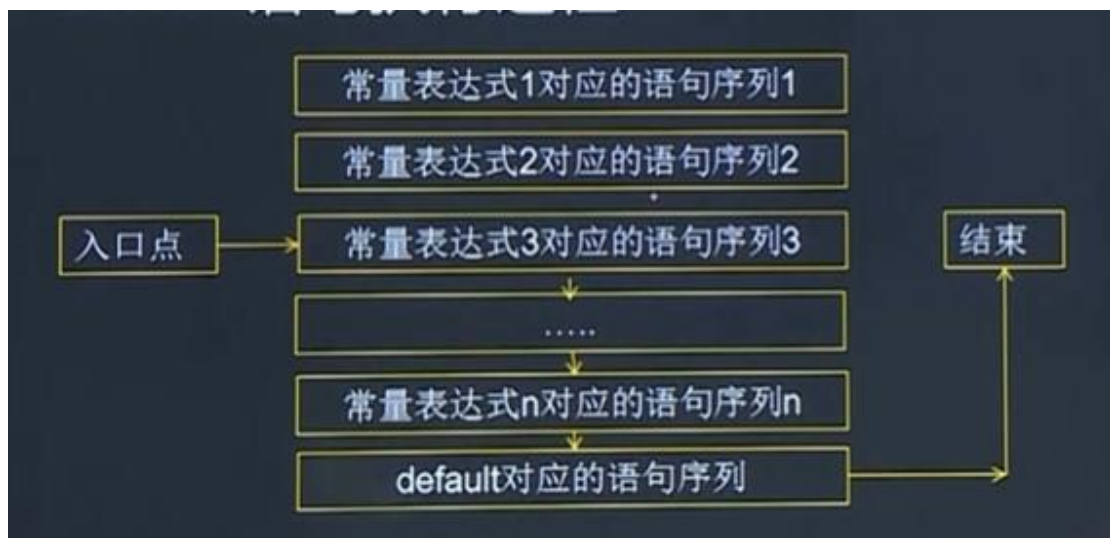 常量表达式1对应的语句序列1
常量表达式2对应的语句序列2
入口点
常量表达式3对应的语句序列3
结束
.....
常量表达式n对应的语句序列n
default对应的语句序列